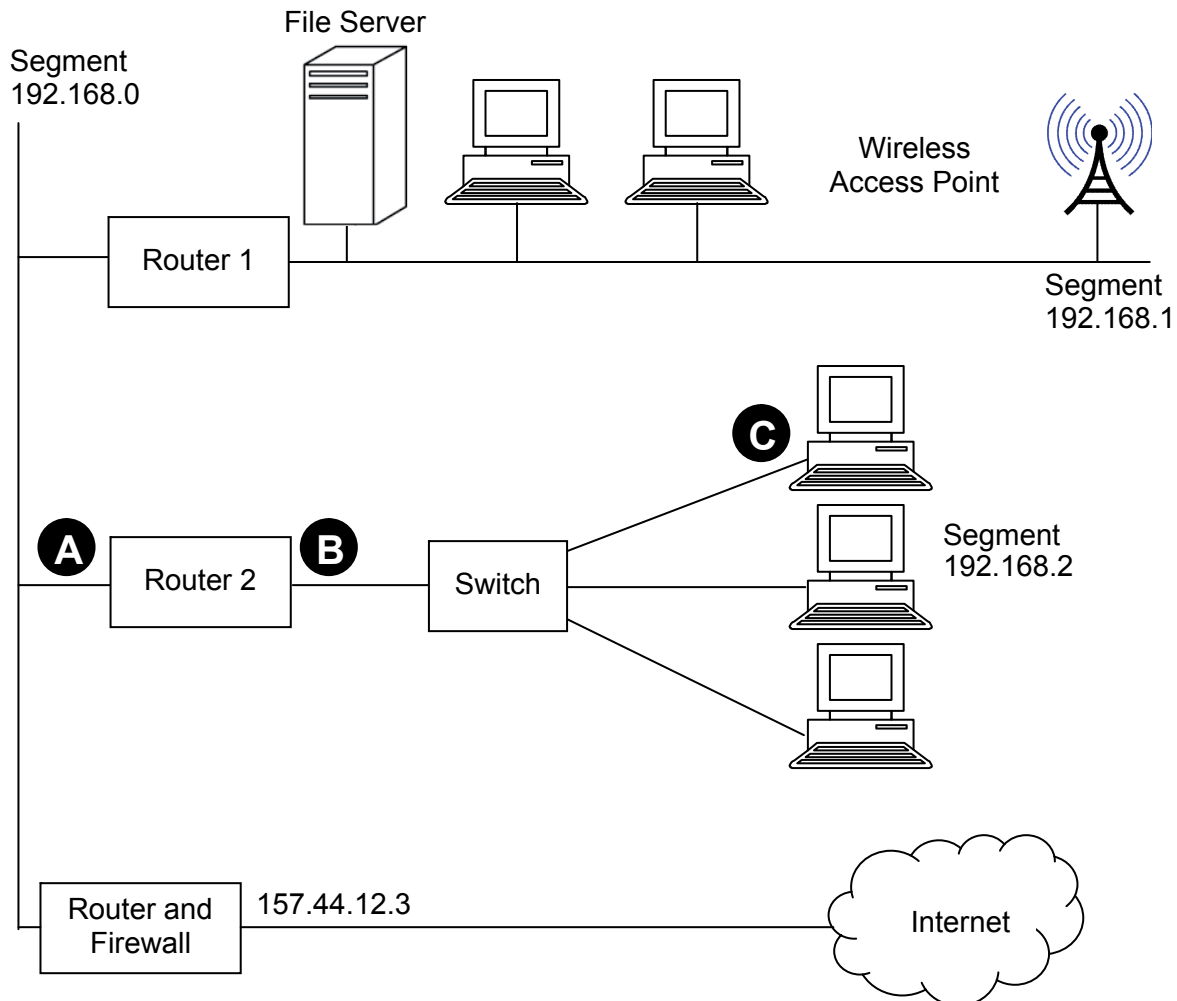 File Server
Segment
192.168.0
Wireless
Access Point
Router 1
Segment
192.168.1
C
A
B
Router 2
Switch
Segment
192.168.2
Router and
Firewall
157.44.12.3
Internet